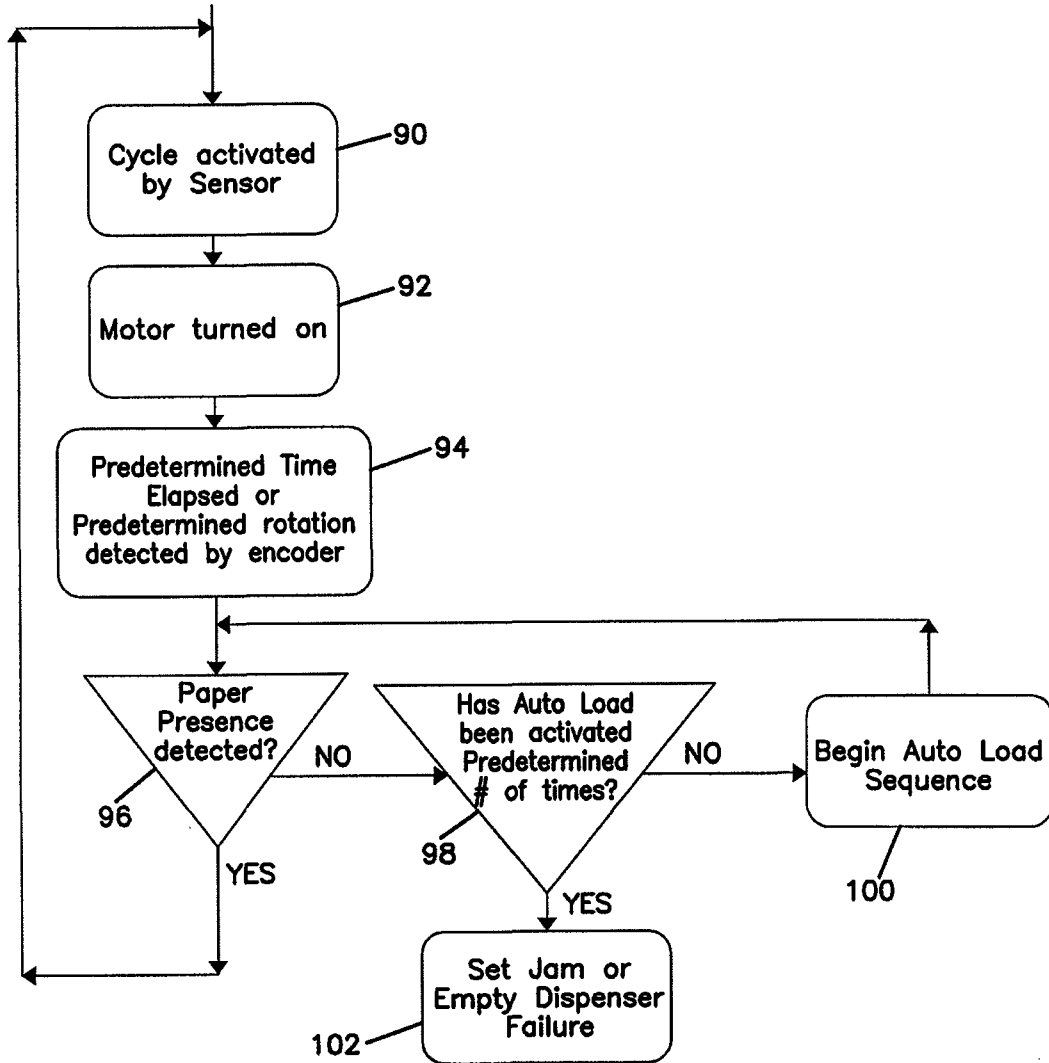 Cycle activated
by Sensor
90
Motor turned on
92
Predetermined Time
Elapsed or
Predetermined rotation
detected by encoder
94
Paper
Presence
detected?
96
NO
YES
Has Auto Load
been activated
Predetermined
# of times?
98
NO
YES
Begin Auto Load
Sequence
100
Set Jam or
Empty Dispenser
Failure
102